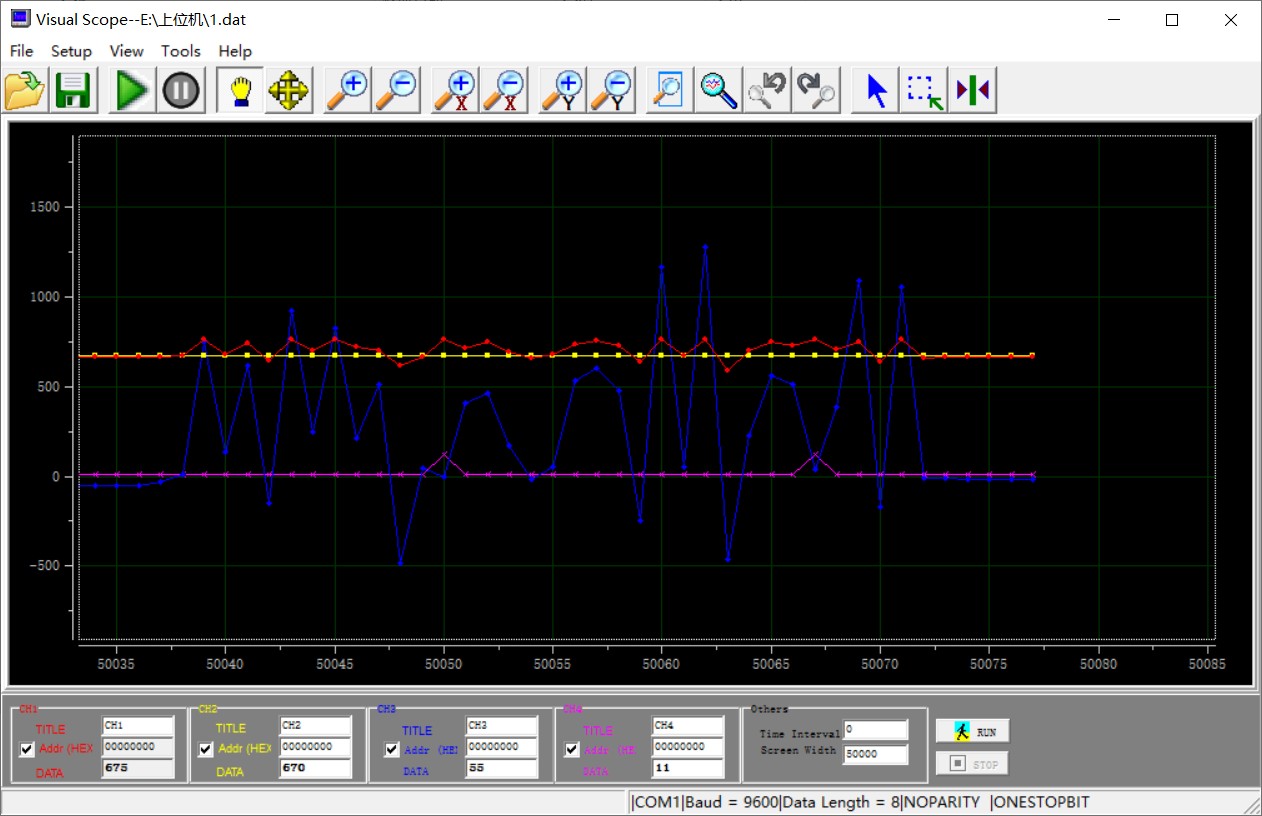 Visual Scope--E:\上位机\1.dat
File Setup View Tools Help
X X Y Y
1500
1000
500
0
-500
50035 50040 50045 50050 50055 50060 50065 50070 50075 50080 50085
CH1 CH2 CH3 CH4 Others
TITLE CH1 TITLE CH2 TITLE CH3 TITLE CH4 Time Interval 0 RUN
Addr (HEX 00000000 Addr (HEX 00000000 Addr (HE 00000000 Addr (HE 00000000 Screen Width 50000
DATA 675 DATA 670 DATA 55 DATA 11 STOP
|COM1|Baud = 9600|Data Length = 8|NOPARITY |ONESTOPBIT